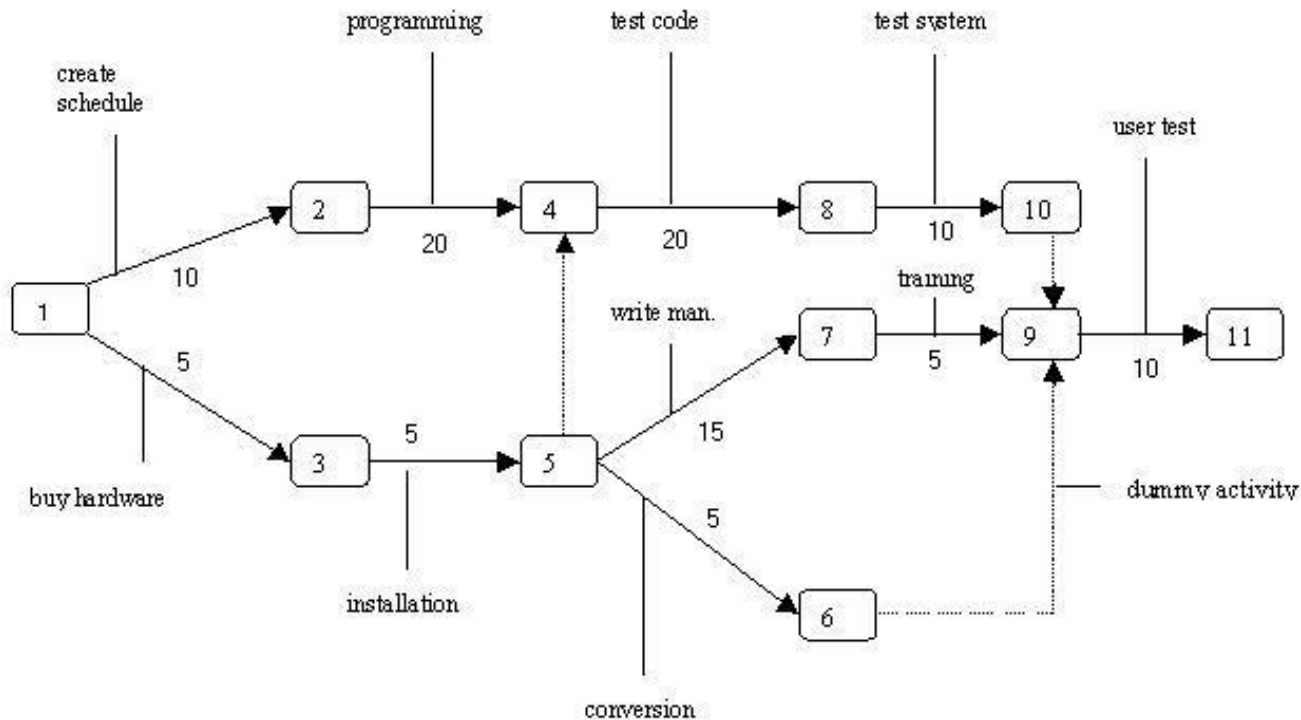 programming
test code
test system
create
schedule
user test
2
4
8
10
20
20
10
10
training
1
write man.
7
9
11
5
5
10
5
15
3
5
buy hardware
5
dummy activity
installation
6
conversion